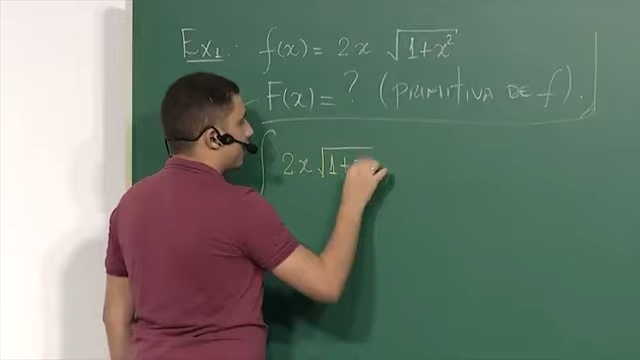 Ex1: f(x) = 2x √(1+x²)
F(x) = ? (PRIMITIVA DE f).
∫ 2x √(1+